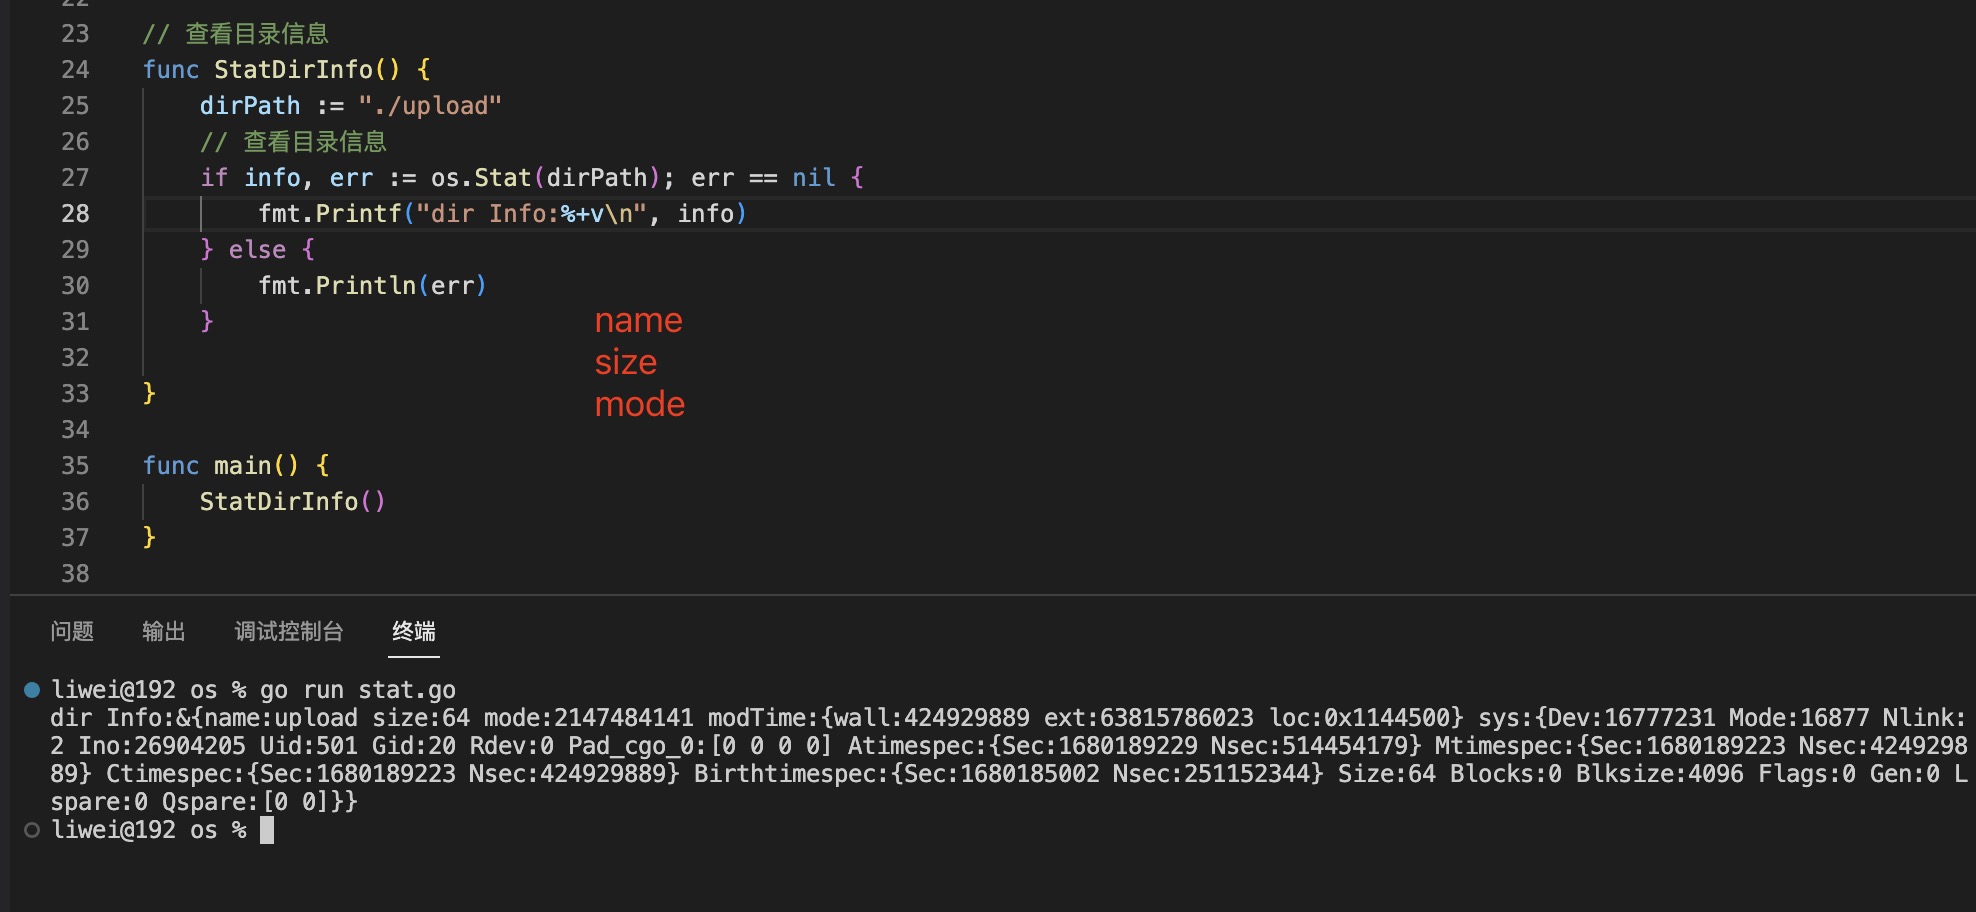 22
23 // 查看目录信息
24 func StatDirInfo() {
25 dirPath := "./upload"
26 // 查看目录信息
27 if info, err := os.Stat(dirPath); err == nil {
28 fmt.Printf("dir Info:%+v\n", info)
29 } else {
30 fmt.Println(err)
31 }
name
32
size
33 }
mode
34
35 func main() {
36 StatDirInfo()
37 }
38
问题 输出 调试控制台 终端
liwei@192 os % go run stat.go
dir Info:&{name:upload size:64 mode:2147484141 modTime:{wall:424929889 ext:63815786023 loc:0x1144500} sys:{Dev:16777231 Mode:16877 Nlink:
2 Ino:26904205 Uid:501 Gid:20 Rdev:0 Pad_cgo_0:[0 0 0 0] Atimespec:{Sec:1680189229 Nsec:514454179} Mtimespec:{Sec:1680189223 Nsec:4249298
89} Ctimespec:{Sec:1680189223 Nsec:424929889} Birthtimespec:{Sec:1680185002 Nsec:251152344} Size:64 Blocks:0 Blksize:4096 Flags:0 Gen:0 L
spare:0 Qspare:[0 0]}}
liwei@192 os %